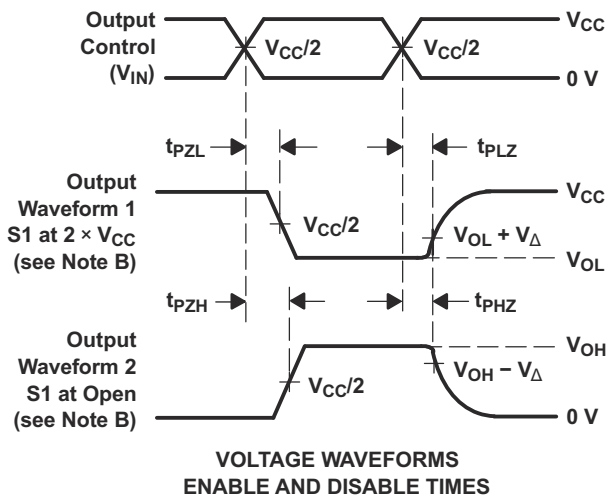 Output
Control
(VIN)
VCC/2
VCC/2
VCC
0 V
tPZL
tPLZ
Output
Waveform 1
S1 at 2 × VCC
(see Note B)
VCC/2
VCC
VOL + VΔ
VOL
tPZH
tPHZ
Output
Waveform 2
S1 at Open
(see Note B)
VCC/2
VOH
VOH − VΔ
0 V
VOLTAGE WAVEFORMS
ENABLE AND DISABLE TIMES